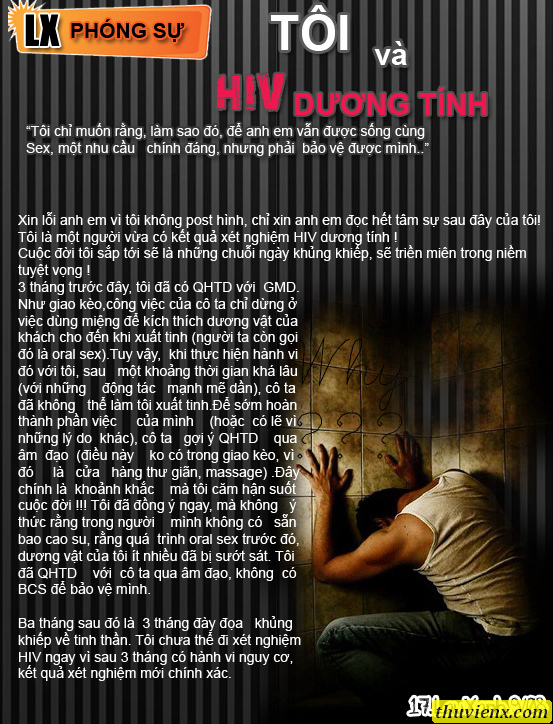 LX PHÓNG SỰ
TÔI
và
HIV DƯƠNG TÍNH
“Tôi chỉ muốn rằng, làm sao đó, để anh em vẫn được sống cùng
Sex, một nhu cầu chính đáng, nhưng phải bảo vệ được mình..”
Xin lỗi anh em vì tôi không post hình, chỉ xin anh em đọc hết tâm sự sau đây của tôi!
Tôi là một người vừa có kết quả xét nghiệm HIV dương tính !
Cuộc đời tôi sắp tới sẽ là những chuỗi ngày khủng khiếp, sẽ triền miên trong niềm
tuyệt vọng !
3 tháng trước đây, tôi đã có QHTD với GMD.
Như giao kèo,công việc của cô ta chỉ dừng ở
việc dùng miệng để kích thích dương vật của
khách cho đến khi xuất tinh (người ta còn gọi
đó là oral sex).Tuy vậy, khi thực hiện hành vi
đó với tôi, sau một khoảng thời gian khá lâu
(với những động tác mạnh mẽ dần), cô ta
đã không thể làm tôi xuất tinh.Để sớm hoàn
thành phần việc của mình (hoặc có lẽ vì
những lý do khác), cô ta gợi ý QHTD qua
âm đạo (điều này ko có trong giao kèo, vì
đó là cửa hàng thư giãn, massage) .Đây
chính là khoảnh khắc mà tôi căm hận suốt
cuộc đời !!! Tôi đã đồng ý ngay, mà không ý
thức rằng trong người mình không có sẵn
bao cao su, rằng quá trình oral sex trước đó,
dương vật của tôi ít nhiều đã bị sướt sát. Tôi
đã QHTD với cô ta qua âm đạo, không có
BCS để bảo vệ mình.
Ba tháng sau đó là 3 tháng đày đọa khủng
khiếp về tinh thần. Tôi chưa thể đi xét nghiệm
HIV ngay vì sau 3 tháng có hành vi nguy cơ,
kết quả xét nghiệm mới chính xác.
Why
? ? ?
thuvienx.com